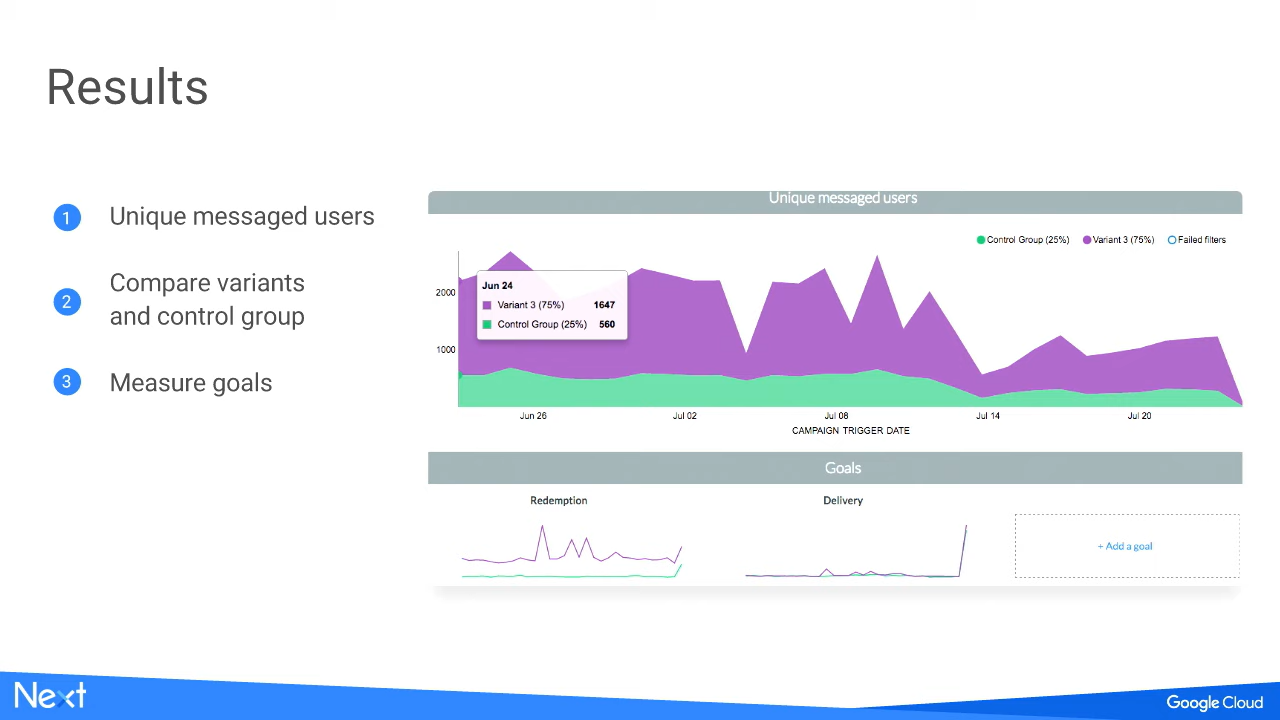 Results
1 Unique messaged users
2 Compare variants
and control group
3 Measure goals
Unique messaged users
Control Group (25%) Variant 3 (75%) Failed filters
2000
1000
Jun 24
Variant 3 (75%) 1647
Control Group (25%) 560
Jun 26 Jul 02 Jul 08 Jul 14 Jul 20
CAMPAIGN TRIGGER DATE
Goals
Redemption Delivery
+ Add a goal
Next
Google Cloud